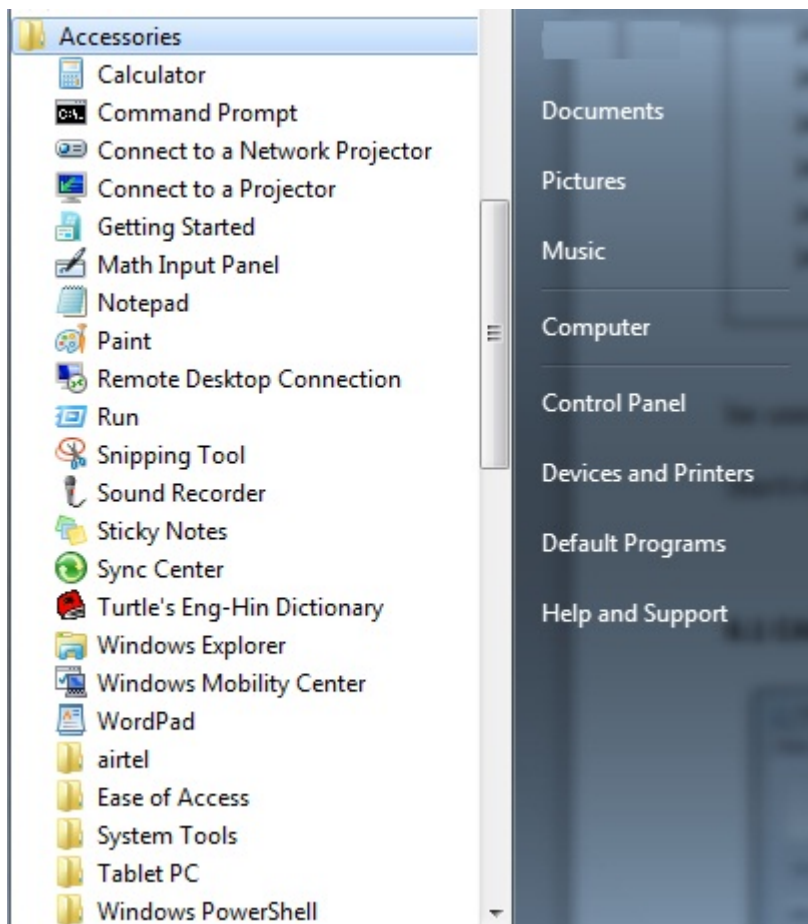 Accessories
Calculator
Command Prompt
Connect to a Network Projector
Connect to a Projector
Getting Started
Math Input Panel
Notepad
Paint
Remote Desktop Connection
Run
Snipping Tool
Sound Recorder
Sticky Notes
Sync Center
Turtle's Eng-Hin Dictionary
Windows Explorer
Windows Mobility Center
WordPad
airtel
Ease of Access
System Tools
Tablet PC
Windows PowerShell
Documents
Pictures
Music
Computer
Control Panel
Devices and Printers
Default Programs
Help and Support